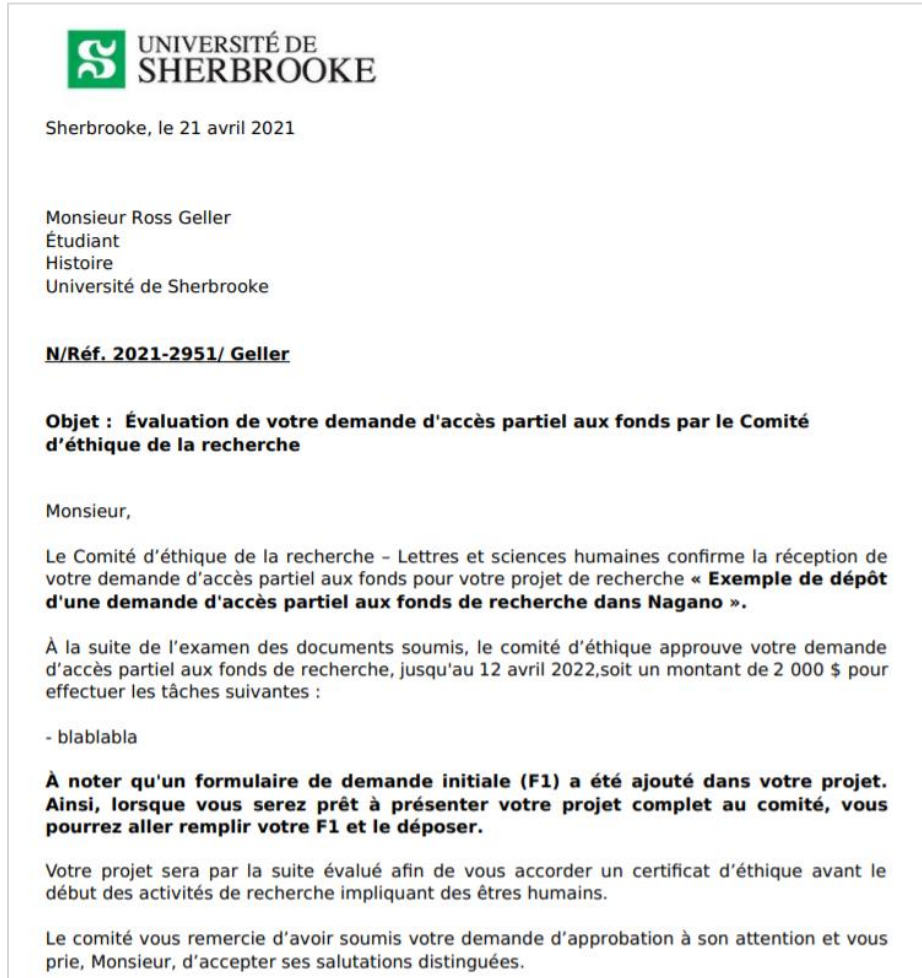 UNIVERSITÉ DE
SHERBROOKE
Sherbrooke, le 21 avril 2021
Monsieur Ross Geller
Étudiant
Histoire
Université de Sherbrooke
N/Réf. 2021-2951/ Geller
Objet :  Évaluation de votre demande d'accès partiel aux fonds par le Comité
d’éthique de la recherche
Monsieur,
Le Comité d’éthique de la recherche – Lettres et sciences humaines confirme la réception de
votre demande d’accès partiel aux fonds pour votre projet de recherche « Exemple de dépôt
d'une demande d'accès partiel aux fonds de recherche dans Nagano ».
À la suite de l’examen des documents soumis, le comité d’éthique approuve votre demande
d’accès partiel aux fonds de recherche, jusqu'au 12 avril 2022,soit un montant de 2 000 $ pour
effectuer les tâches suivantes :
- blablabla
À noter qu'un formulaire de demande initiale (F1) a été ajouté dans votre projet.
Ainsi, lorsque vous serez prêt à présenter votre projet complet au comité, vous
pourrez aller remplir votre F1 et le déposer.
Votre projet sera par la suite évalué afin de vous accorder un certificat d’éthique avant le
début des activités de recherche impliquant des êtres humains.
Le comité vous remercie d’avoir soumis votre demande d’approbation à son attention et vous
prie, Monsieur, d’accepter ses salutations distinguées.